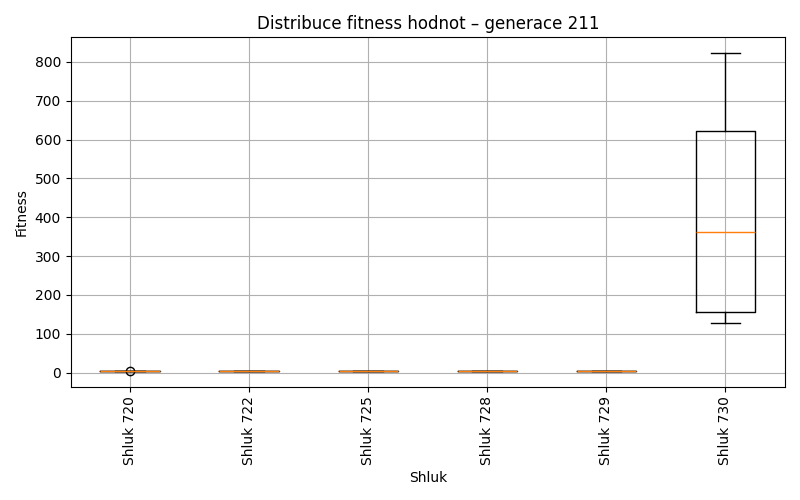 Distribuce fitness hodnot – generace 211
Fitness
800
700
600
500
400
300
200
100
0
Shluk 720
Shluk 722
Shluk 725
Shluk 728
Shluk 729
Shluk 730
Shluk